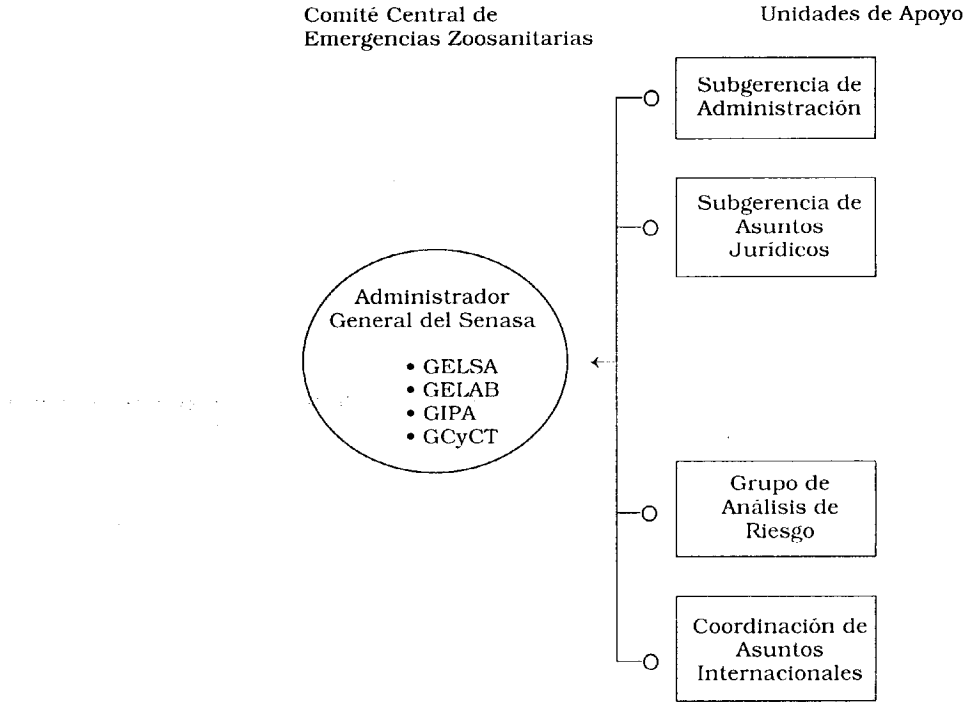 Comité Central de
Emergencias Zoosanitarias
Unidades de Apoyo
Subgerencia de
Administración
Subgerencia de
Asuntos
Jurídicos
Administrador
General del Senasa
• GELSA
• GELAB
• GIPA
• GCyCT
Grupo de
Análisis de
Riesgo
Coordinación de
Asuntos
Internacionales